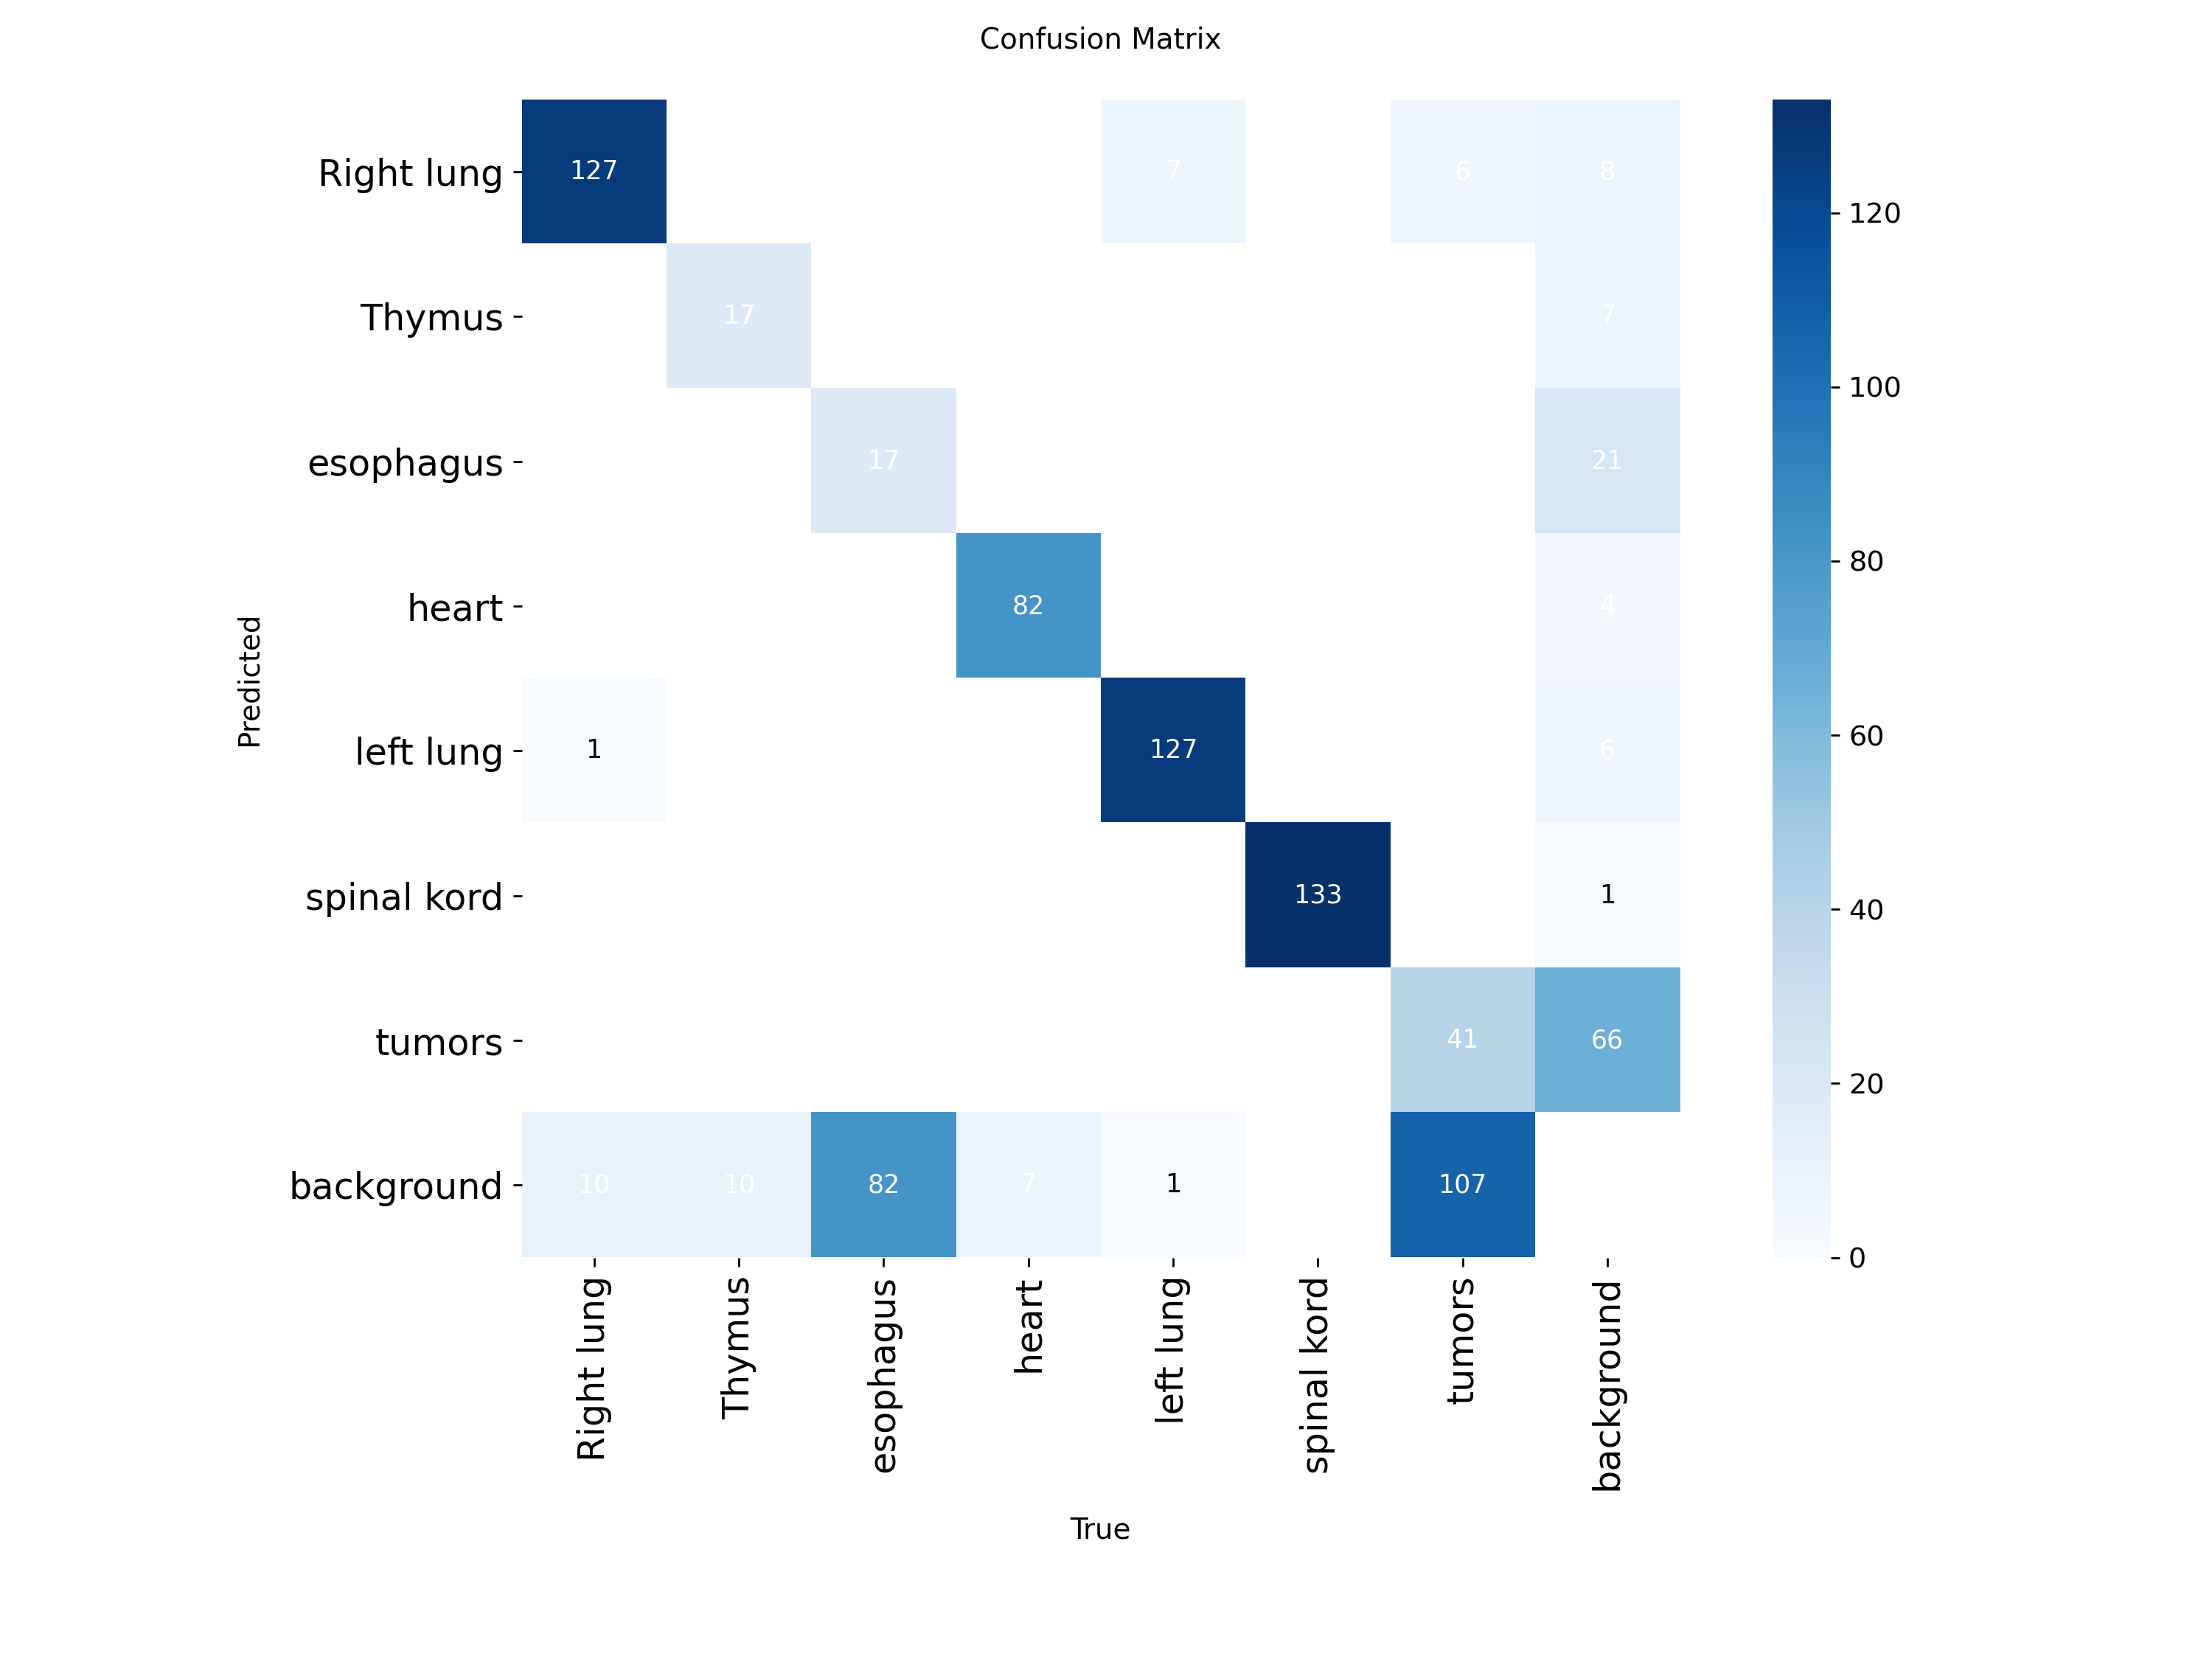 Confusion Matrix
Right lung 127 7 6 8
Thymus 17 7
esophagus 17 21
heart 82 4
left lung 1 127 6
spinal kord 133 1
tumors 41 66
background 10 10 82 7 1 107
Predicted
Right lung
Thymus
esophagus
heart
left lung
spinal kord
tumors
background
True
120
100
80
60
40
20
0